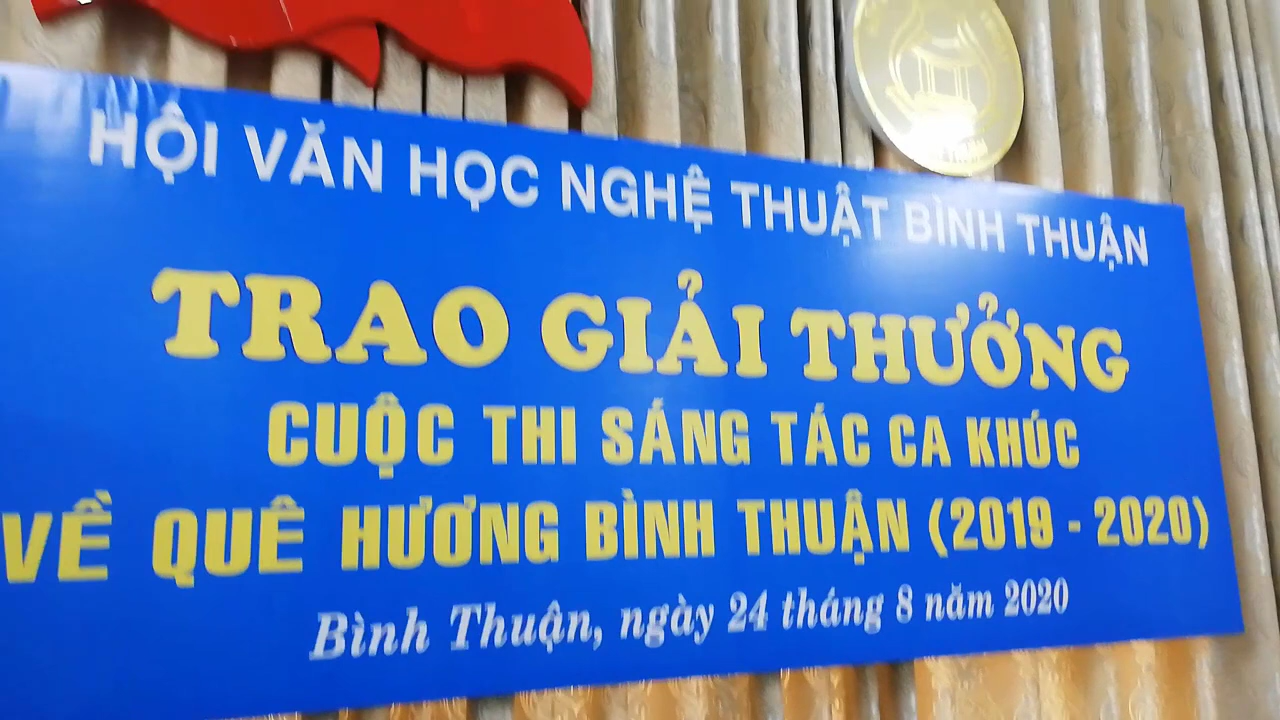 HỘI VĂN HỌC NGHỆ THUẬT BÌNH THUẬN
TRAO GIẢI THƯỞNG
CUỘC THI SÁNG TÁC CA KHÚC
VỀ QUÊ HƯƠNG BÌNH THUẬN (2019 - 2020)
Bình Thuận, ngày 24 tháng 8 năm 2020